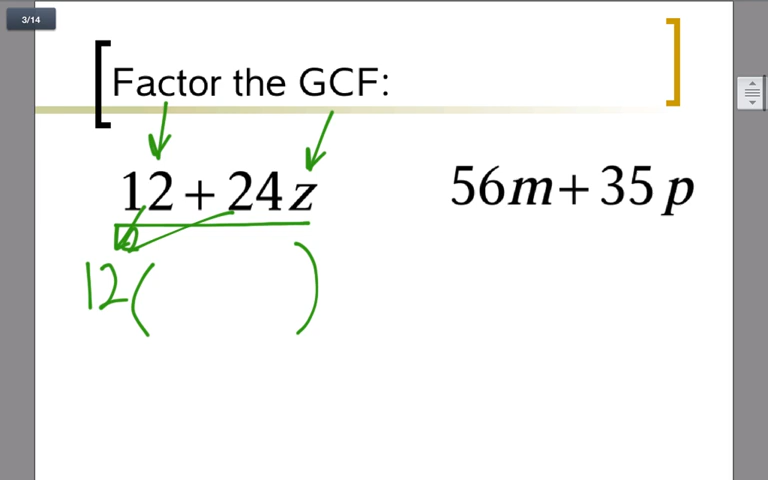 3/14
Factor the GCF:
12 + 24z
56m + 35p
12( )